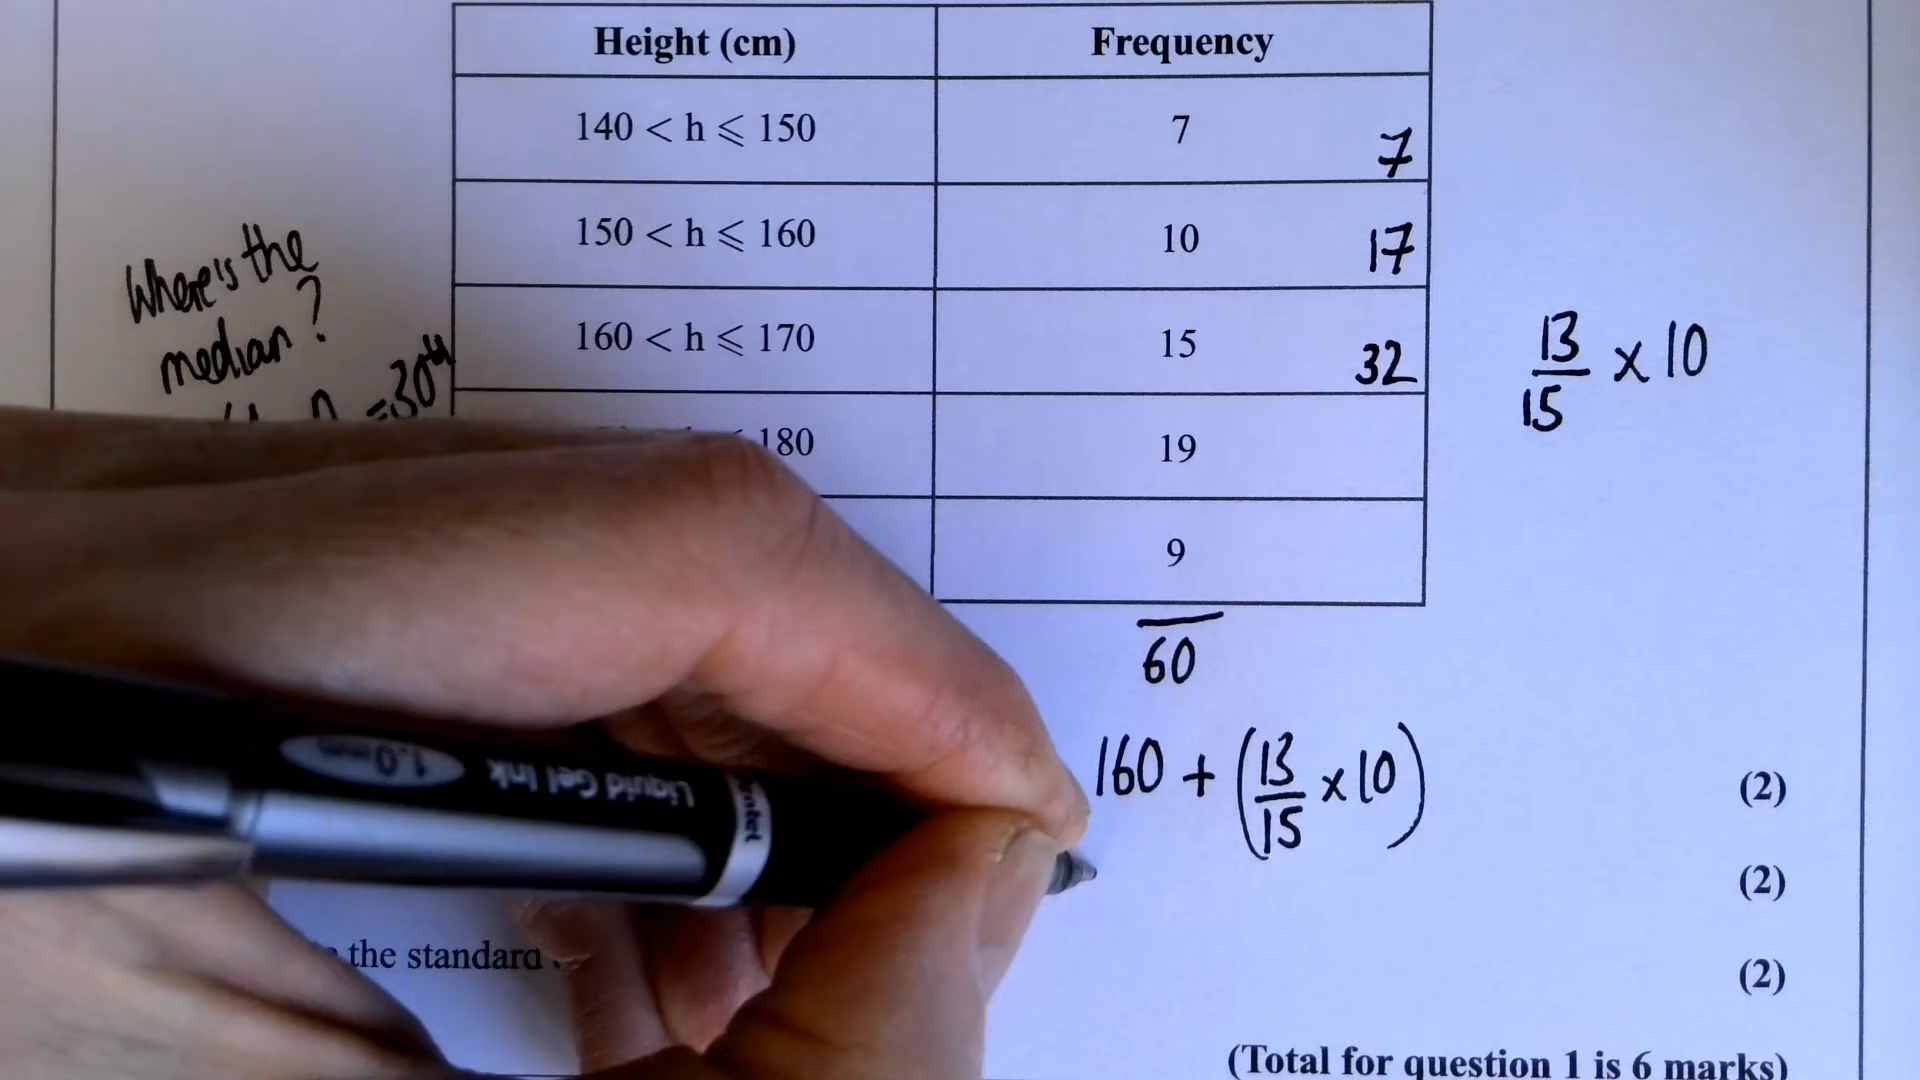 Height (cm) Frequency
140 < h ⩽ 150 7 7
150 < h ⩽ 160 10 17
Where's the
median?
160 < h ⩽ 170 15 32
13/15 × 10
= 30th
180 19
9
60
160 + (13/15 × 10)
(2)
(2)
the standard
(2)
(Total for question 1 is 6 marks)
1.0mm
Liquid Gel Ink